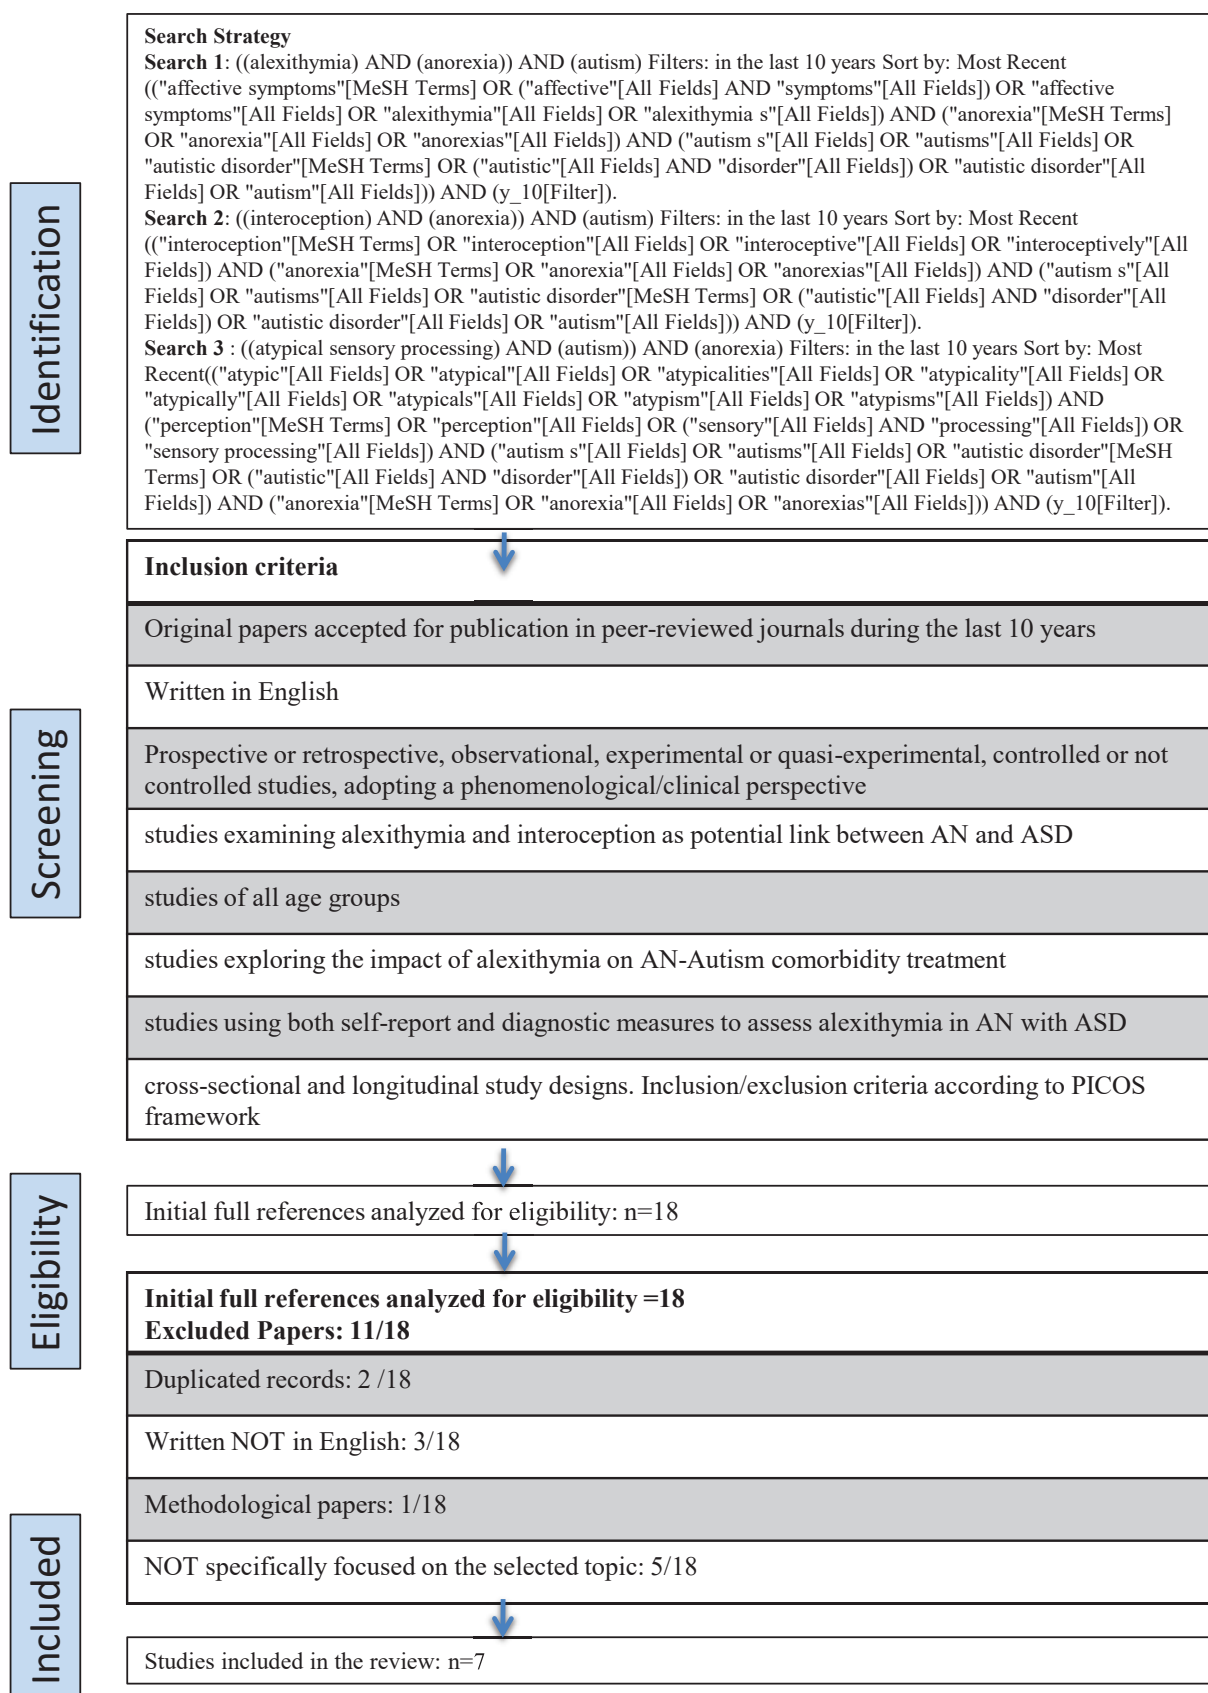 Search Strategy
Search 1: ((alexithymia) AND (anorexia)) AND (autism) Filters: in the last 10 years Sort by: Most Recent
(("affective symptoms"[MeSH Terms] OR ("affective"[All Fields] AND "symptoms"[All Fields]) OR "affective
symptoms"[All Fields] OR "alexithymia"[All Fields] OR "alexithymia s"[All Fields]) AND ("anorexia"[MeSH Terms]
OR "anorexia"[All Fields] OR "anorexias"[All Fields]) AND ("autism s"[All Fields] OR "autisms"[All Fields] OR
"autistic disorder"[MeSH Terms] OR ("autistic"[All Fields] AND "disorder"[All Fields]) OR "autistic disorder"[All
Fields] OR "autism"[All Fields])) AND (y_10[Filter]).
Search 2: ((interoception) AND (anorexia)) AND (autism) Filters: in the last 10 years Sort by: Most Recent
(("interoception"[MeSH Terms] OR "interoception"[All Fields] OR "interoceptive"[All Fields] OR "interoceptively"[All
Fields]) AND ("anorexia"[MeSH Terms] OR "anorexia"[All Fields] OR "anorexias"[All Fields]) AND ("autism s"[All
Fields] OR "autisms"[All Fields] OR "autistic disorder"[MeSH Terms] OR ("autistic"[All Fields] AND "disorder"[All
Fields]) OR "autistic disorder"[All Fields] OR "autism"[All Fields])) AND (y_10[Filter]).
Search 3 : ((atypical sensory processing) AND (autism)) AND (anorexia) Filters: in the last 10 years Sort by: Most
Recent(("atypic"[All Fields] OR "atypical"[All Fields] OR "atypicalities"[All Fields] OR "atypicality"[All Fields] OR
"atypically"[All Fields] OR "atypicals"[All Fields] OR "atypism"[All Fields] OR "atypisms"[All Fields]) AND
("perception"[MeSH Terms] OR "perception"[All Fields] OR ("sensory"[All Fields] AND "processing"[All Fields]) OR
"sensory processing"[All Fields]) AND ("autism s"[All Fields] OR "autisms"[All Fields] OR "autistic disorder"[MeSH
Terms] OR ("autistic"[All Fields] AND "disorder"[All Fields]) OR "autistic disorder"[All Fields] OR "autism"[All
Fields]) AND ("anorexia"[MeSH Terms] OR "anorexia"[All Fields] OR "anorexias"[All Fields])) AND (y_10[Filter]).
Identification
Inclusion criteria
Original papers accepted for publication in peer-reviewed journals during the last 10 years
Written in English
Prospective or retrospective, observational, experimental or quasi-experimental, controlled or not
controlled studies, adopting a phenomenological/clinical perspective
studies examining alexithymia and interoception as potential link between AN and ASD
studies of all age groups
studies exploring the impact of alexithymia on AN-Autism comorbidity treatment
studies using both self-report and diagnostic measures to assess alexithymia in AN with ASD
cross-sectional and longitudinal study designs. Inclusion/exclusion criteria according to PICOS
framework
Screening
Initial full references analyzed for eligibility: n=18
Initial full references analyzed for eligibility =18
Excluded Papers: 11/18
Eligibility
Duplicated records: 2 /18
Written NOT in English: 3/18
Methodological papers: 1/18
NOT specifically focused on the selected topic: 5/18
Included
Studies included in the review: n=7